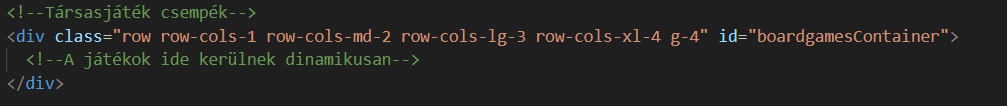 <!--Társasjáték csempék-->
<div class="row row-cols-1 row-cols-md-2 row-cols-lg-3 row-cols-xl-4 g-4" id="boardgamesContainer">
<!--A játékok ide kerülnek dinamikusan-->
</div>